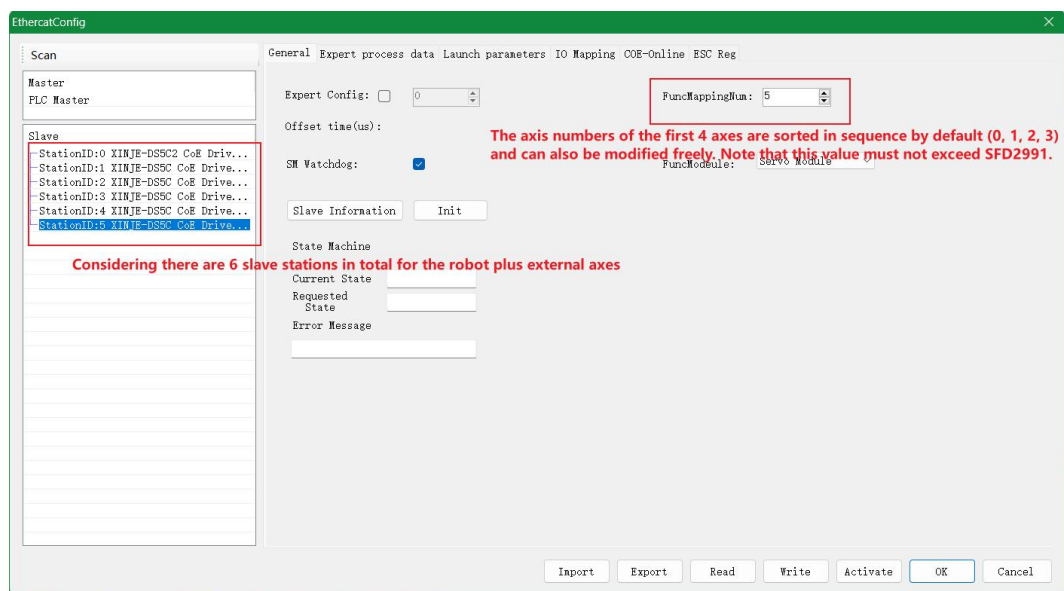 EthercatConfig
Scan
Master
PLC Master
Slave
StationID:0 XINJE-DS5C2 CoE Driv...
StationID:1 XINJE-DS5C CoE Drive...
StationID:2 XINJE-DS5C CoE Drive...
StationID:3 XINJE-DS5C CoE Drive...
StationID:4 XINJE-DS5C CoE Drive...
StationID:5 XINJE-DS5C CoE Drive...
General Expert process data Launch parameters IO Mapping COE-Online ESC Reg
Expert Config: 0
FuncMappingNum: 5
Offset time(us):
The axis numbers of the first 4 axes are sorted in sequence by default (0, 1, 2, 3)
and can also be modified freely. Note that this value must not exceed SFD2991.
SM Watchdog:
FuncModeule: Servo Module
Slave Information Init
State Machine
Considering there are 6 slave stations in total for the robot plus external axes
Current State
Requested
State
Error Message
Import Export Read Write Activate OK Cancel